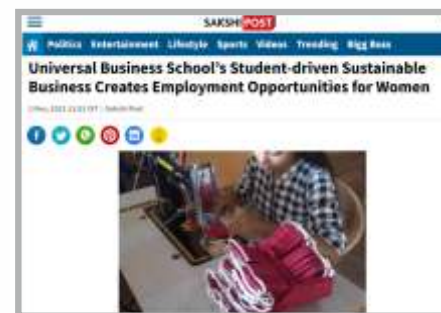 SAKSHI POST
Politics Entertainment Lifestyle Sports Videos Trending Bigg Boss
Universal Business School's Student-driven Sustainable
Business Creates Employment Opportunities for Women